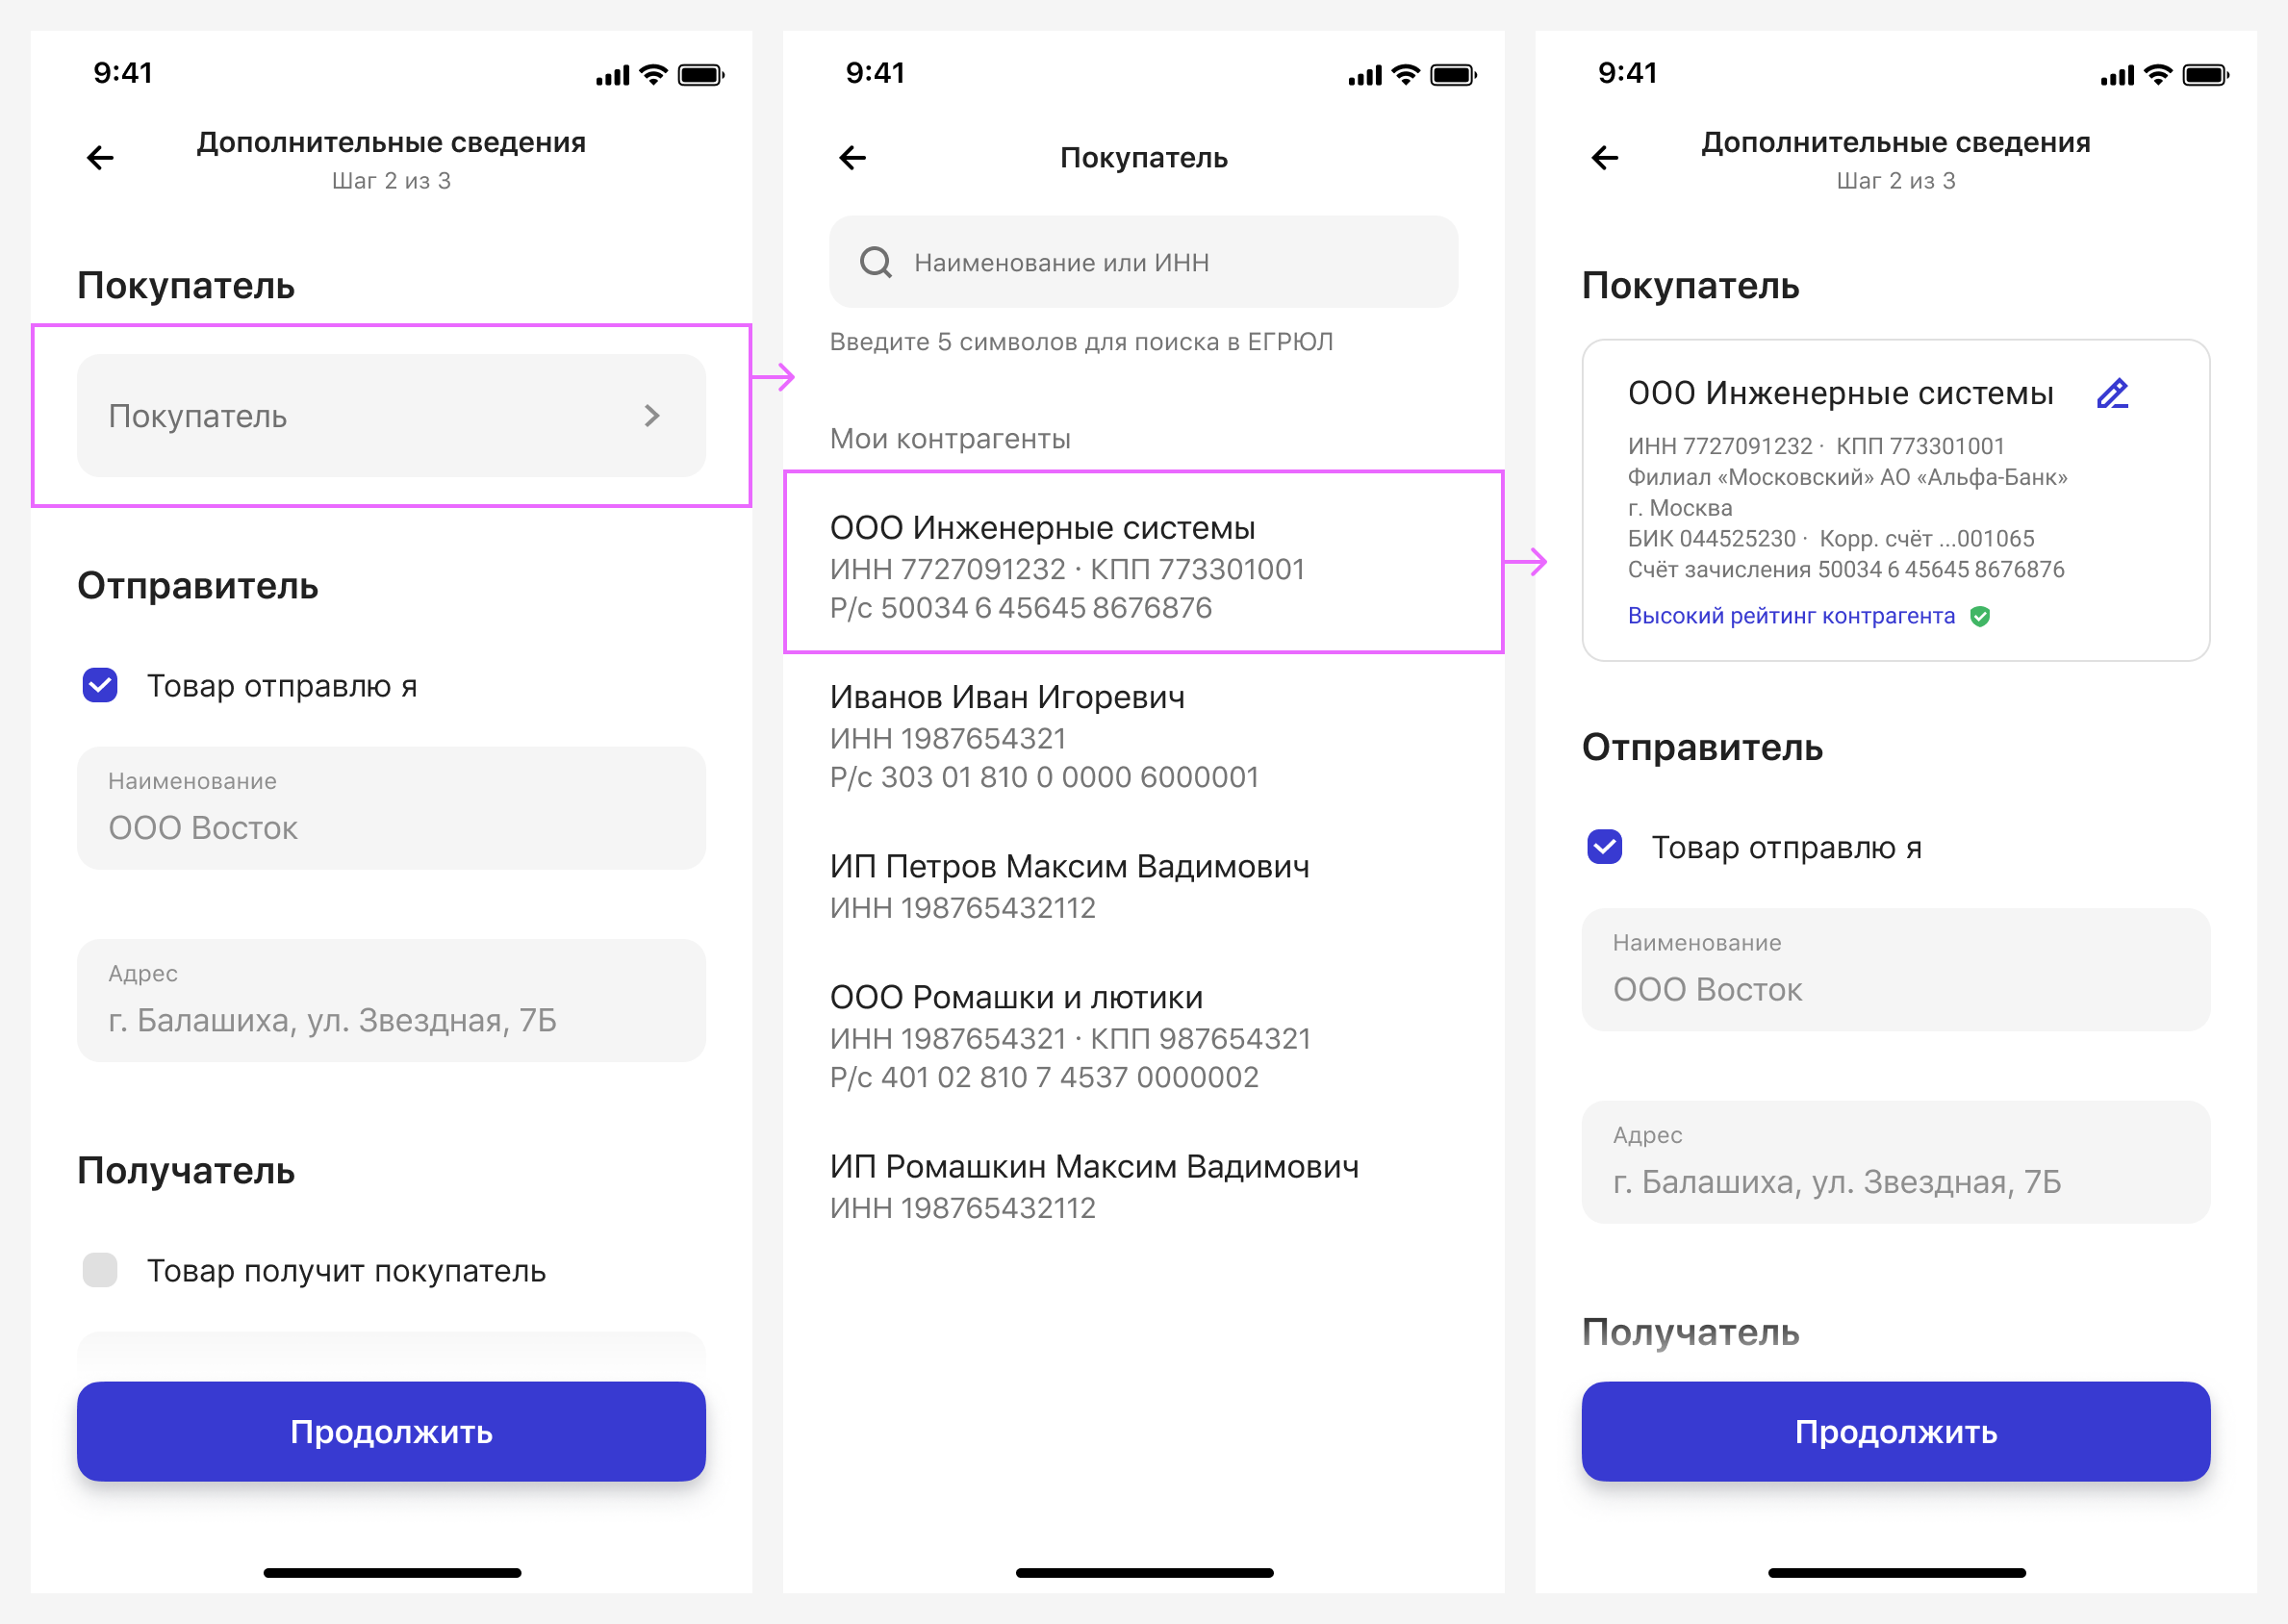 9:41
Дополнительные сведения
Шаг 2 из 3
Покупатель
Покупатель
Отправитель
Товар отправлю я
Наименование
ООО Восток
Адрес
г. Балашиха, ул. Звездная, 7Б
Получатель
Товар получит покупатель
Продолжить
9:41
Покупатель
Наименование или ИНН
Введите 5 символов для поиска в ЕГРЮЛ
Мои контрагенты
ООО Инженерные системы
ИНН 7727091232 · КПП 773301001
Р/с 50034 6 45645 8676876
Иванов Иван Игоревич
ИНН 1987654321
Р/с 303 01 810 0 0000 6000001
ИП Петров Максим Вадимович
ИНН 198765432112
ООО Ромашки и лютики
ИНН 1987654321 · КПП 987654321
Р/с 401 02 810 7 4537 0000002
ИП Ромашкин Максим Вадимович
ИНН 198765432112
9:41
Дополнительные сведения
Шаг 2 из 3
Покупатель
ООО Инженерные системы
ИНН 7727091232 · КПП 773301001
Филиал «Московский» АО «Альфа-Банк»
г. Москва
БИК 044525230 · Корр. счёт ...001065
Счёт зачисления 50034 6 45645 8676876
Высокий рейтинг контрагента
Отправитель
Товар отправлю я
Наименование
ООО Восток
Адрес
г. Балашиха, ул. Звездная, 7Б
Получатель
Продолжить